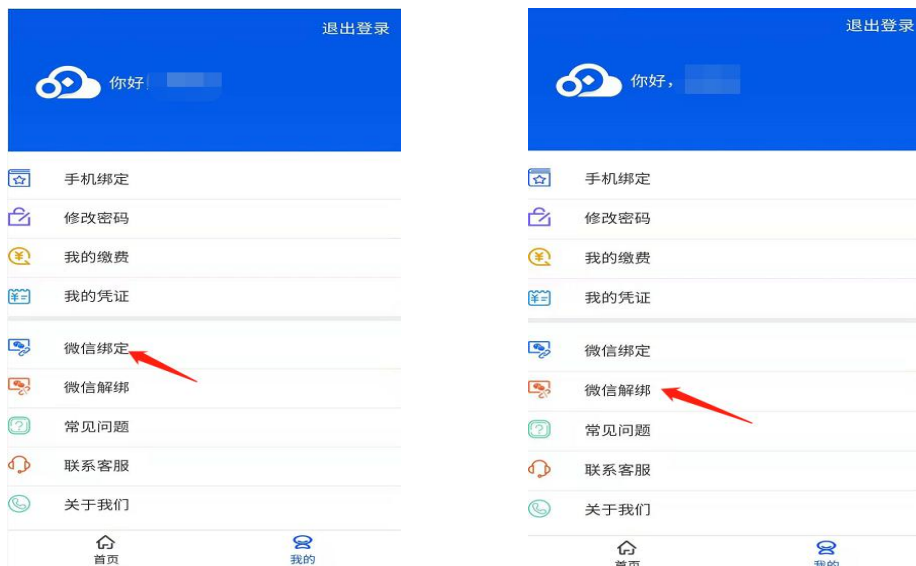 退出登录
你好
手机绑定
修改密码
我的缴费
我的凭证
微信绑定
微信解绑
常见问题
联系客服
关于我们
首页
我的
退出登录
你好，
手机绑定
修改密码
我的缴费
我的凭证
微信绑定
微信解绑
常见问题
联系客服
关于我们
首页
我的